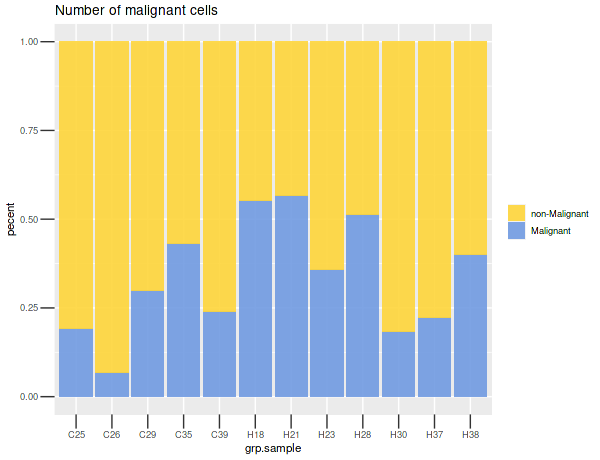 Number of malignant cells
1.00
0.75
0.50
0.25
0.00
pecent
C25 C26 C29 C35 C39 H18 H21 H23 H28 H30 H37 H38
grp.sample
non-Malignant
Malignant